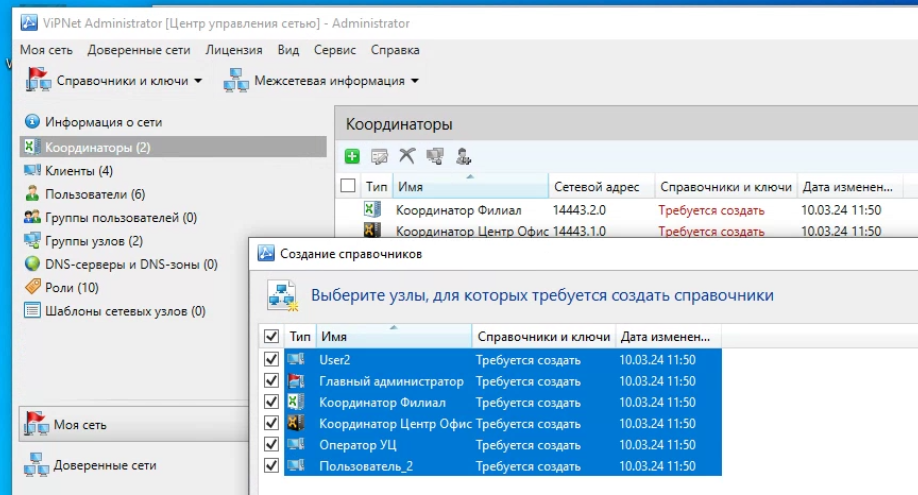 ViPNet Administrator [Центр управления сетью] - Administrator
Моя сеть Доверенные сети Лицензия Вид Сервис Справка
Справочники и ключи Межсетевая информация
Информация о сети
Координаторы (2)
Клиенты (4)
Пользователи (6)
Группы пользователей (0)
Группы узлов (2)
DNS-серверы и DNS-зоны (0)
Роли (10)
Шаблоны сетевых узлов (0)
Моя сеть
Доверенные сети
Координаторы
Тип Имя Сетевой адрес Справочники и ключи Дата изменен...
Координатор Филиал 14443.2.0 Требуется создать 10.03.24 11:50
Координатор Центр Офис 14443.1.0 Требуется создать 10.03.24 11:50
Создание справочников
Выберите узлы, для которых требуется создать справочники
Тип Имя Справочники и ключи Дата изменен...
User2 Требуется создать 10.03.24 11:50
Главный администратор Требуется создать 10.03.24 11:50
Координатор Филиал Требуется создать 10.03.24 11:50
Координатор Центр Офис Требуется создать 10.03.24 11:50
Оператор УЦ Требуется создать 10.03.24 11:50
Пользователь_2 Требуется создать 10.03.24 11:50